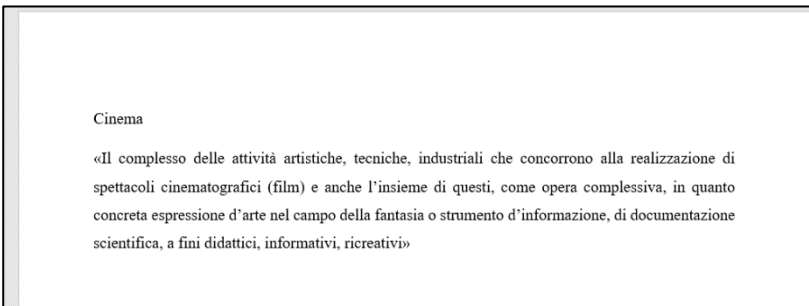 Cinema
«Il complesso delle attività artistiche, tecniche, industriali che concorrono alla realizzazione di
spettacoli cinematografici (film) e anche l’insieme di questi, come opera complessiva, in quanto
concreta espressione d’arte nel campo della fantasia o strumento d’informazione, di documentazione
scientifica, a fini didattici, informativi, ricreativi»